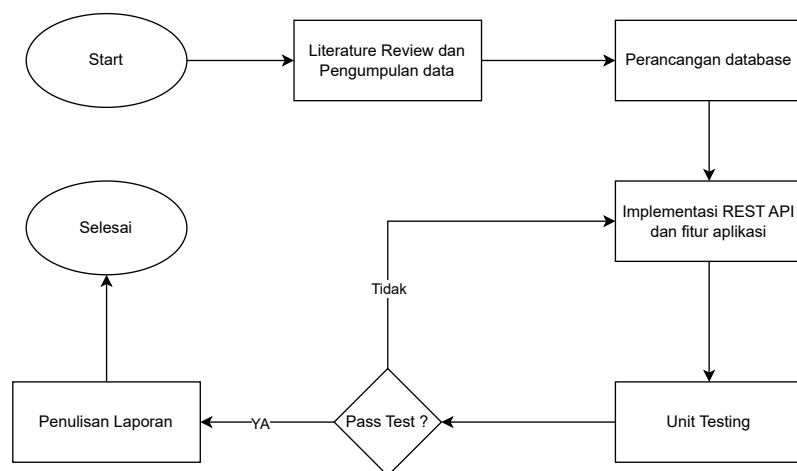 Start
Literature Review dan
Pengumpulan data
Perancangan database
Selesai
Implementasi REST API
dan fitur aplikasi
Tidak
Penulisan Laporan
YA
Pass Test ?
Unit Testing